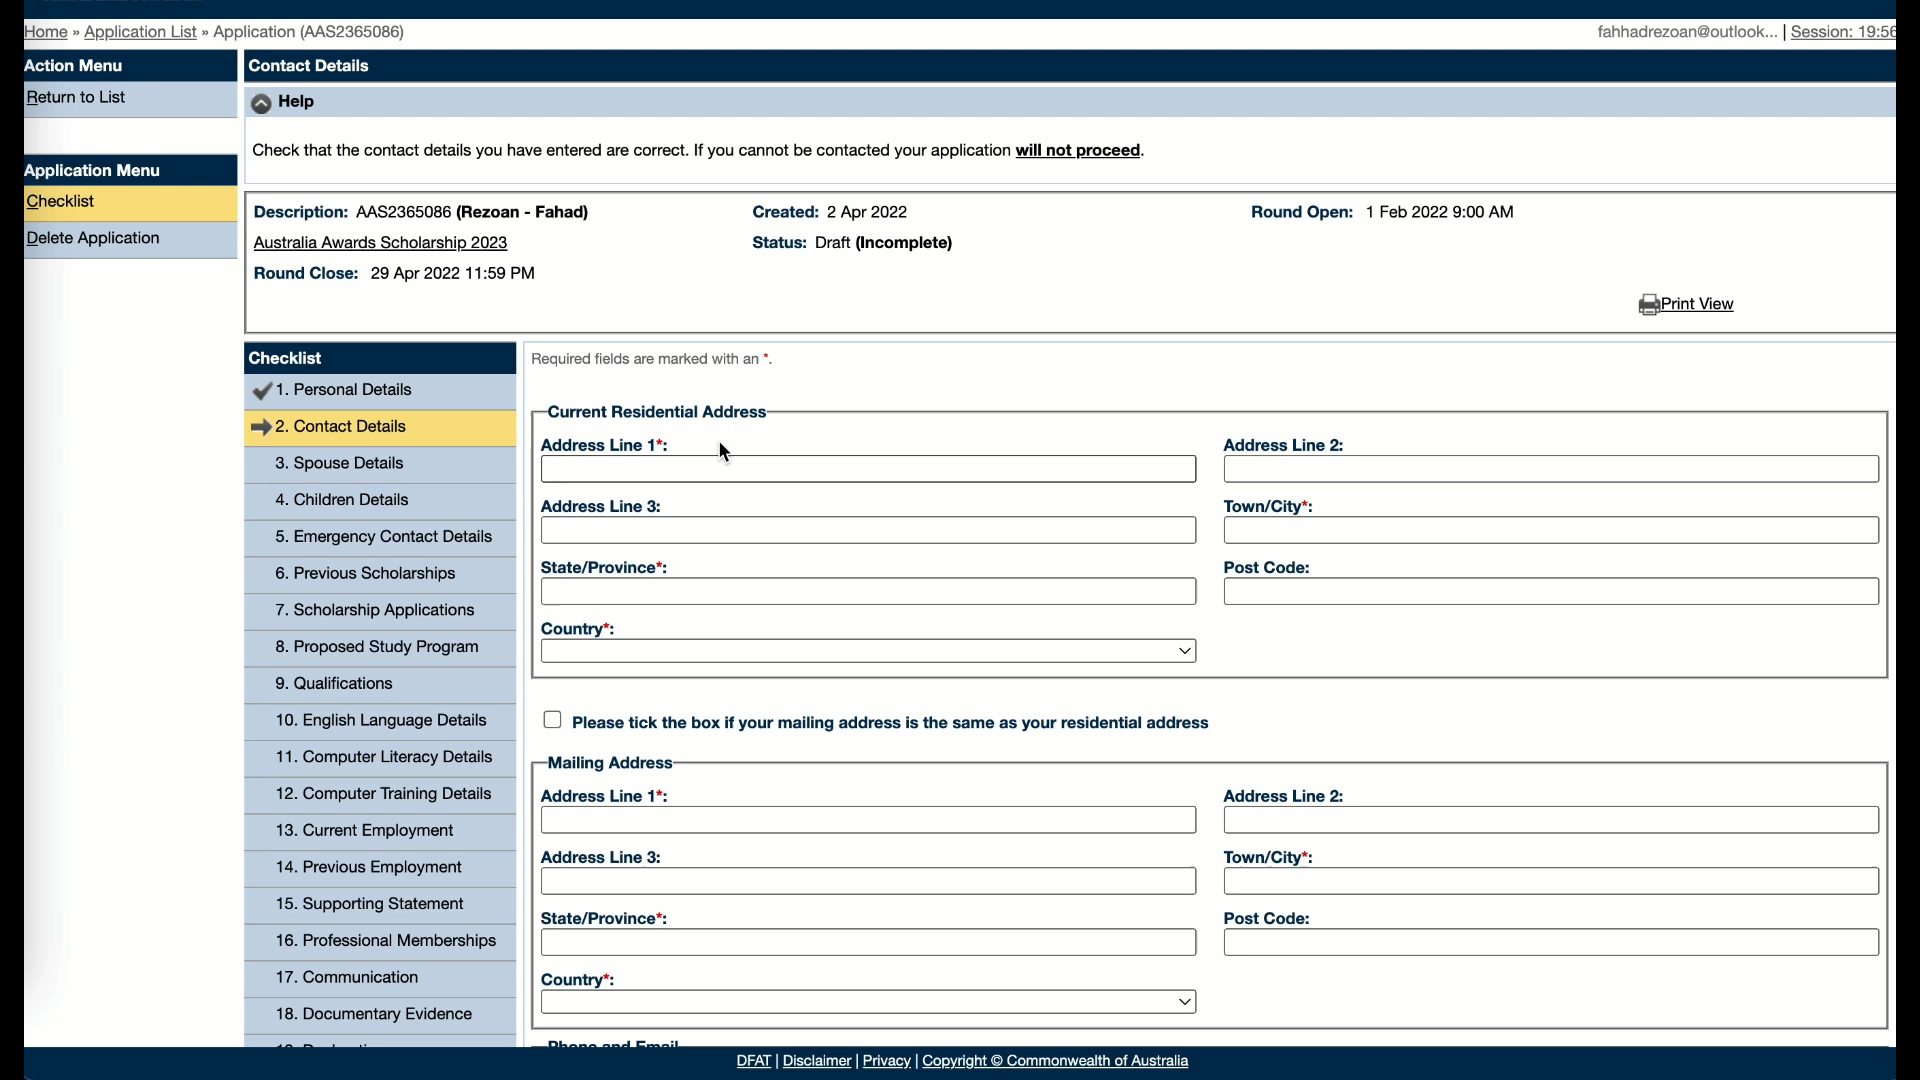 Home » Application List » Application (AAS2365086)
fahhadrezoan@outlook... | Session: 19:56
Action Menu
Return to List
Application Menu
Checklist
Delete Application
Contact Details
Help
Check that the contact details you have entered are correct. If you cannot be contacted your application will not proceed.
Description: AAS2365086 (Rezoan - Fahad)
Created: 2 Apr 2022
Round Open: 1 Feb 2022 9:00 AM
Australia Awards Scholarship 2023
Status: Draft (Incomplete)
Round Close: 29 Apr 2022 11:59 PM
Print View
Checklist
1. Personal Details
2. Contact Details
3. Spouse Details
4. Children Details
5. Emergency Contact Details
6. Previous Scholarships
7. Scholarship Applications
8. Proposed Study Program
9. Qualifications
10. English Language Details
11. Computer Literacy Details
12. Computer Training Details
13. Current Employment
14. Previous Employment
15. Supporting Statement
16. Professional Memberships
17. Communication
18. Documentary Evidence
Required fields are marked with an *.
Current Residential Address
Address Line 1*:
Address Line 2:
Address Line 3:
Town/City*:
State/Province*:
Post Code:
Country*:
Please tick the box if your mailing address is the same as your residential address
Mailing Address
Address Line 1*:
Address Line 2:
Address Line 3:
Town/City*:
State/Province*:
Post Code:
Country*:
Phone and Email
DFAT | Disclaimer | Privacy | Copyright © Commonwealth of Australia